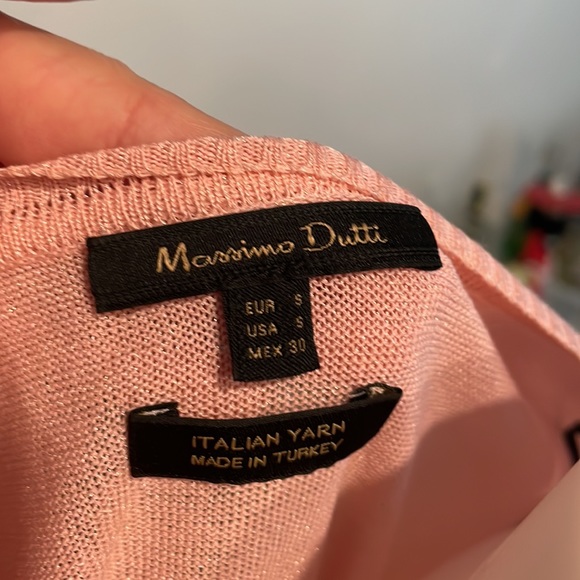 Massimo Dutti
EUR S
USA S
MEX 30
ITALIAN YARN
MADE IN TURKEY